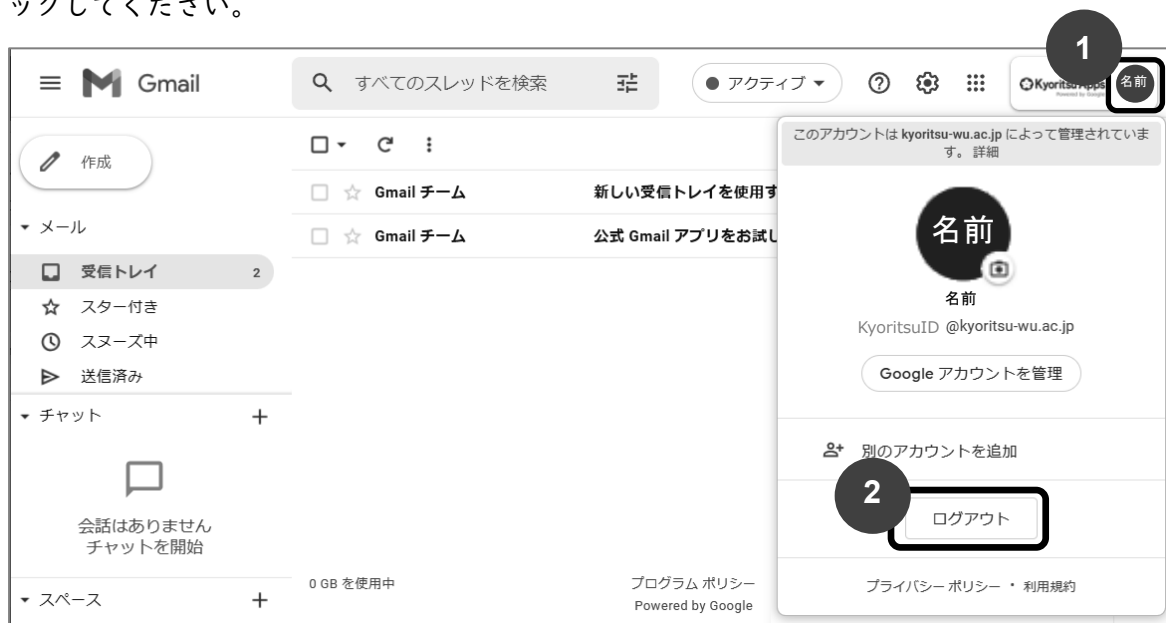 ックしてください。
1
Gmail
すべてのスレッドを検索
アクティブ
Kyoritsu Apps
Powered by Google
名前
作成
Gmail チーム
新しい受信トレイを使用す
Gmail チーム
公式 Gmail アプリをお試し
メール
受信トレイ 2
スター付き
スヌーズ中
送信済み
チャット
会話はありません
チャットを開始
スペース
0 GB を使用中
プログラム ポリシー
Powered by Google
このアカウントは kyoritsu-wu.ac.jp によって管理されていま
す。 詳細
名前
名前
KyoritsuID @kyoritsu-wu.ac.jp
Google アカウントを管理
別のアカウントを追加
2
ログアウト
プライバシー ポリシー ・ 利用規約